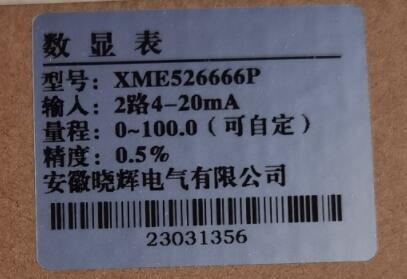 数显表
型号：XME526666P
输入：2路4-20mA
量程：0~100.0（可自定）
精度：0.5%
安徽晓辉电气有限公司
23031356